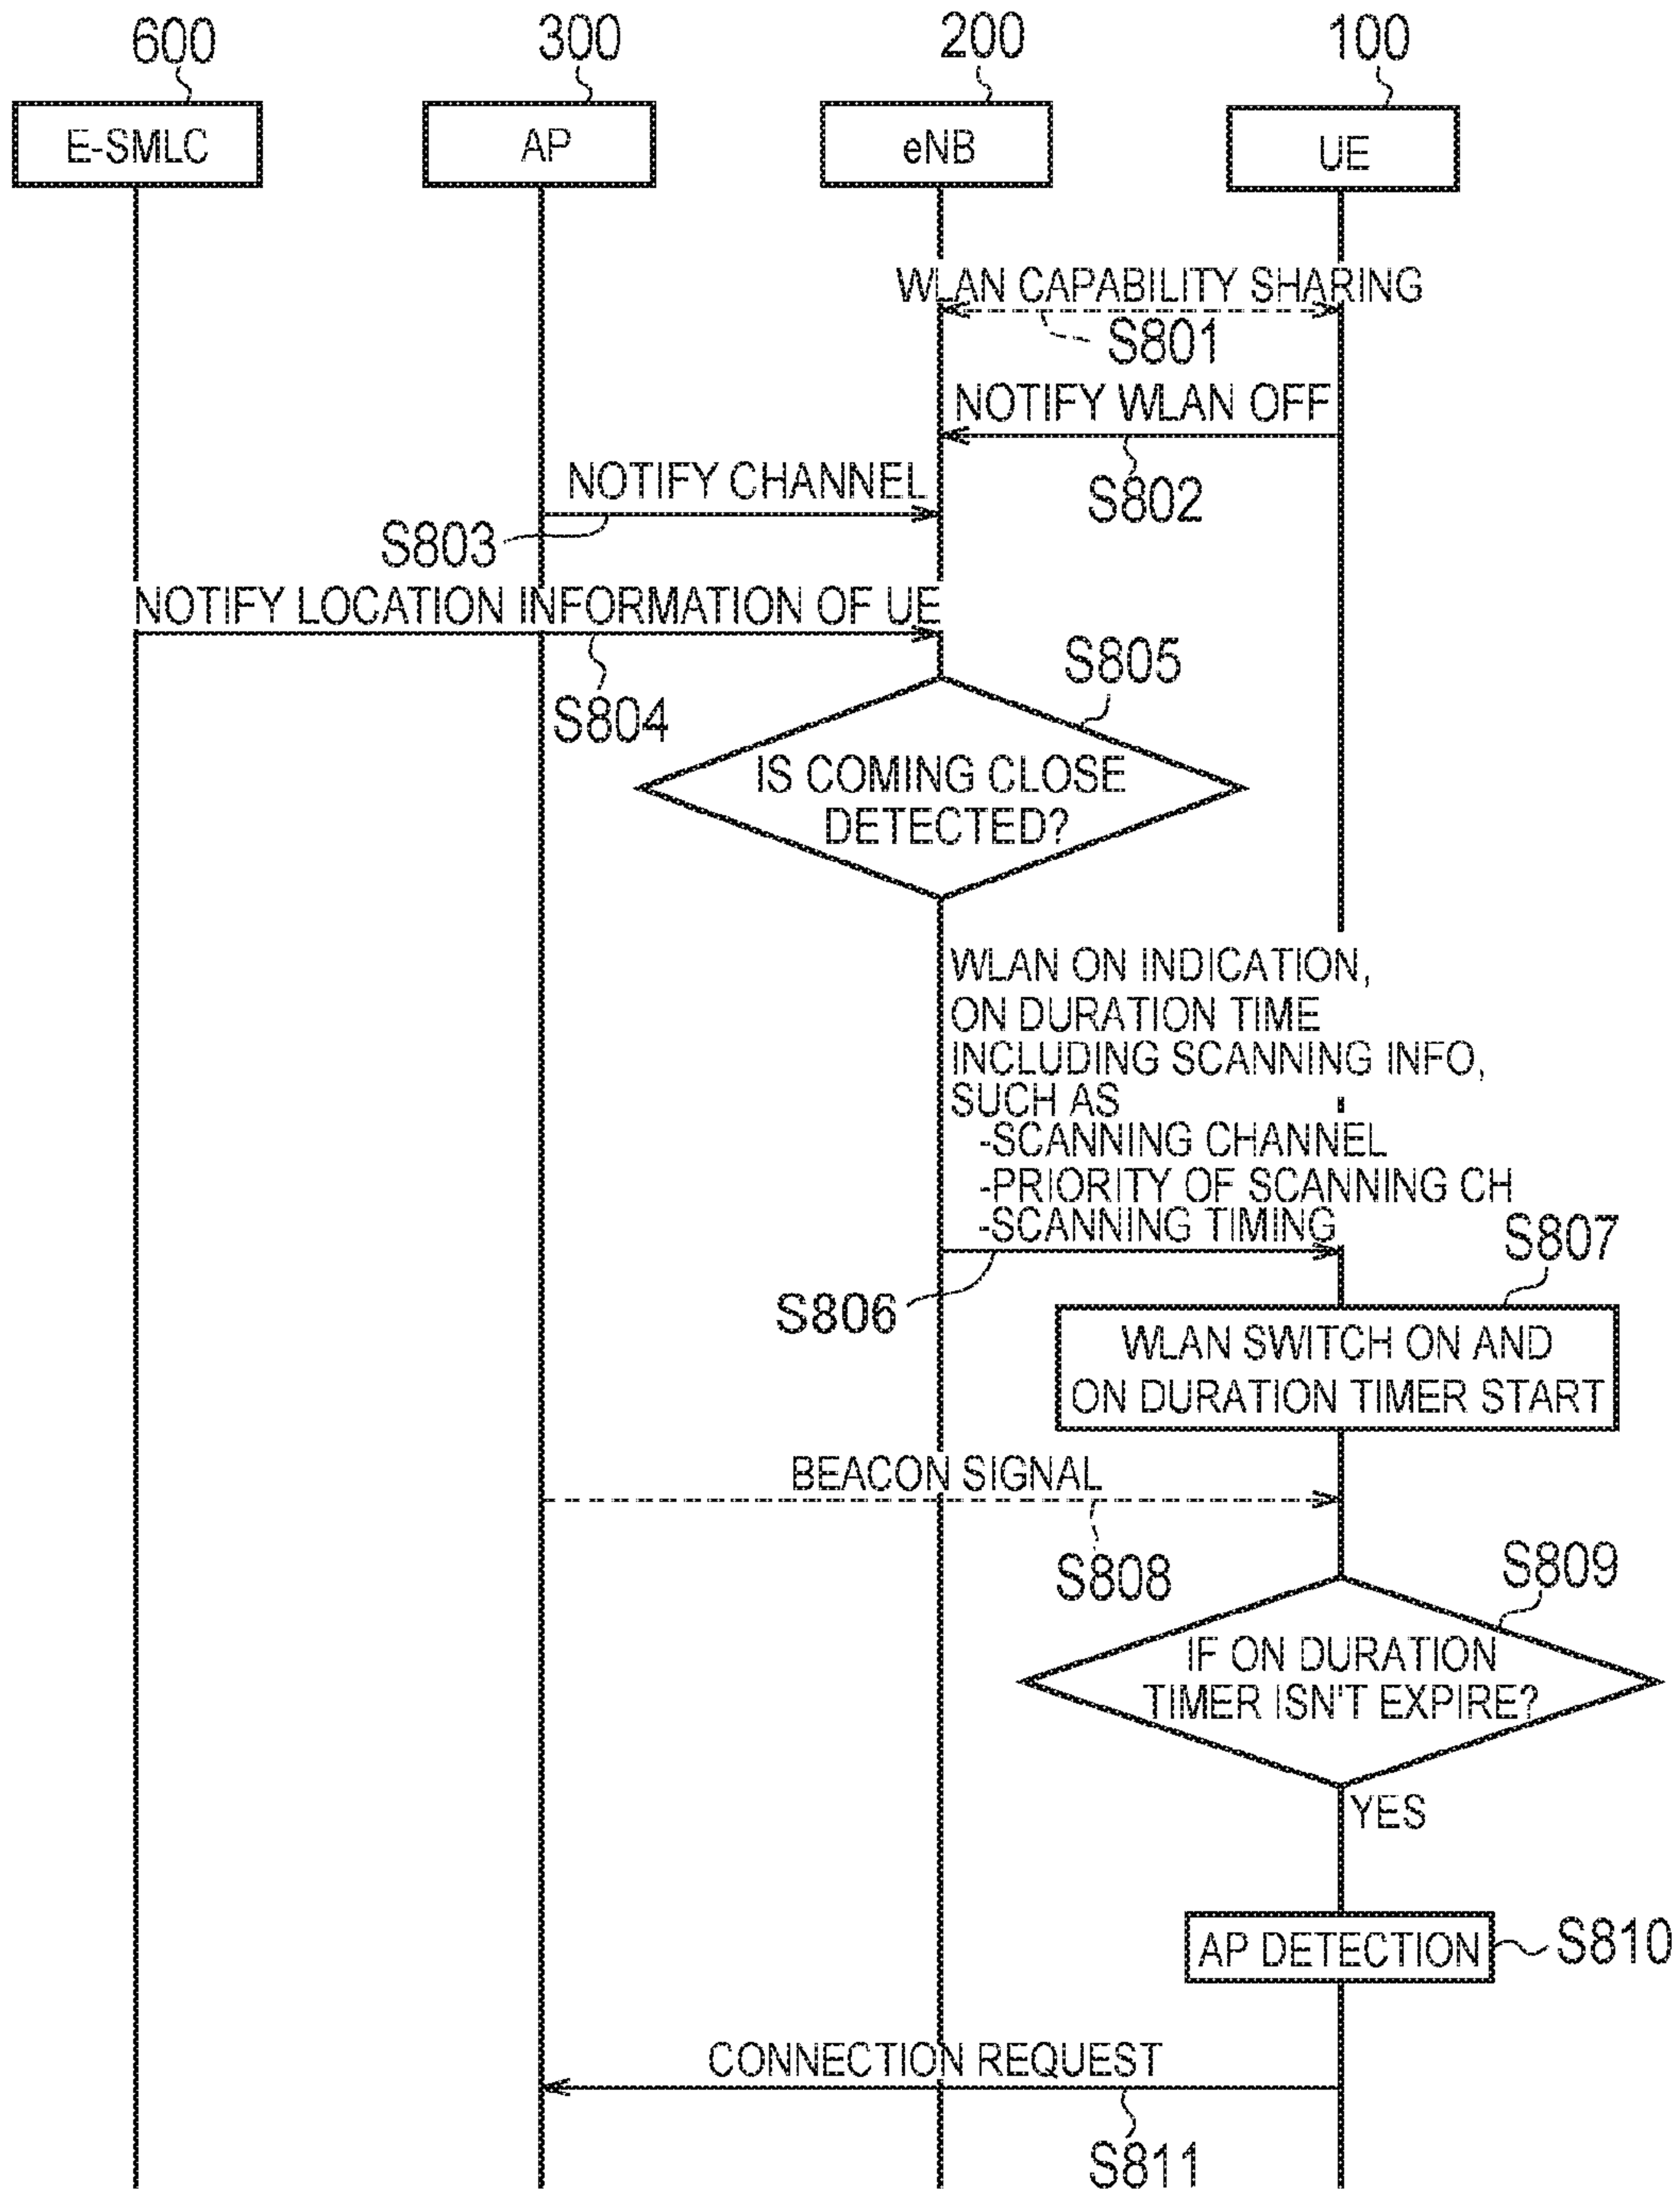 600
300
200
100
E-SMLC
AP
eNB
UE
WLAN CAPABILITY SHARING
S801
NOTIFY WLAN OFF
S802
NOTIFY CHANNEL
S803
NOTIFY LOCATION INFORMATION OF UE
S804
S805
IS COMING CLOSE
DETECTED?
WLAN ON INDICATION,
ON DURATION TIME
INCLUDING SCANNING INFO,
SUCH AS
-SCANNING CHANNEL
-PRIORITY OF SCANNING CH
-SCANNING TIMING
S806
S807
WLAN SWITCH ON AND
ON DURATION TIMER START
BEACON SIGNAL
S808
S809
IF ON DURATION
TIMER ISN'T EXPIRE?
YES
AP DETECTION
S810
CONNECTION REQUEST
S811